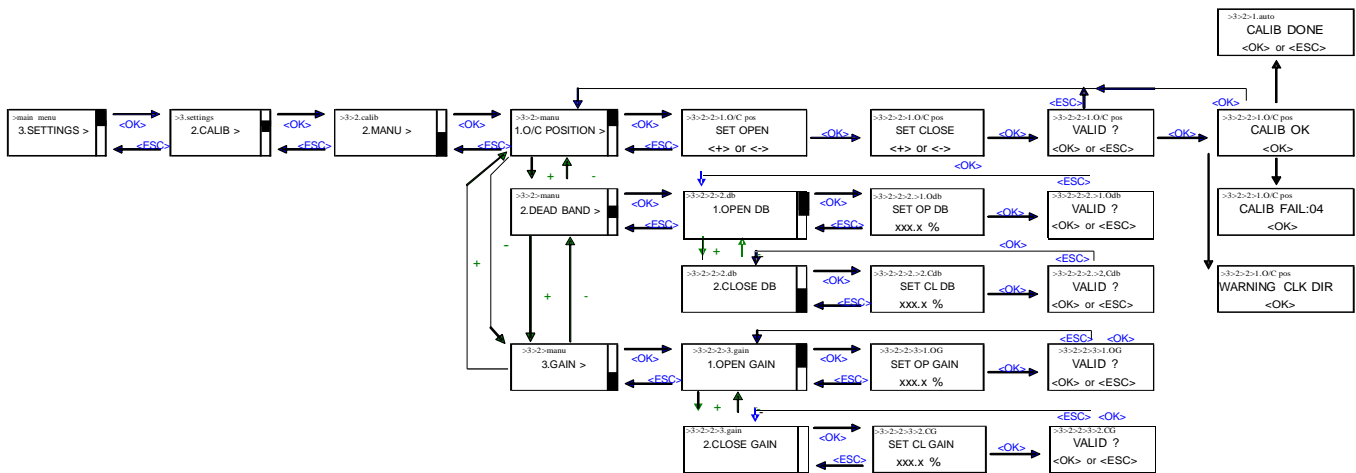 >3>2>1.auto
CALIB DONE
<OK> or <ESC>
>main menu
3.SETTINGS >
<OK>
<ESC>
>3.settings
2.CALIB >
<OK>
<ESC>
>3>2.calib
2.MANU >
<OK>
<ESC>
>3>2>manu
1.O/C POSITION >
<OK>
<ESC>
>3>2>2>1.O/C pos
SET OPEN
<+> or <->
<OK>
>3>2>2>1.O/C pos
SET CLOSE
<+> or <->
<OK>
<ESC>
>3>2>2>1.O/C pos
VALID ?
<OK> or <ESC>
<OK>
<OK>
>3>2>2>1.O/C pos
CALIB OK
<OK>
+
-
>3>2>manu
2.DEAD BAND >
<OK>
<ESC>
>3>2>2>2.db
1.OPEN DB
<OK>
<ESC>
>3>2>2>2.>1.Odb
SET OP DB
xxx.x %
<OK>
<OK>
<ESC>
>3>2>2>2.>1.Odb
VALID ?
<OK> or <ESC>
>3>2>2>1.O/C pos
CALIB FAIL:04
<OK>
-
+
+
-
+
>3>2>2>2.db
2.CLOSE DB
<OK>
<ESC>
>3>2>2>2.>2.Cdb
SET CL DB
xxx.x %
<OK>
<OK>
<ESC>
>3>2>2>2.>2,Cdb
VALID ?
<OK> or <ESC>
>3>2>2>1.O/C pos
WARNING CLK DIR
<OK>
>3>2>manu
3.GAIN >
<OK>
<ESC>
>3>2>2>3.gain
1.OPEN GAIN
<OK>
<ESC>
>3>2>2>3>1.OG
SET OP GAIN
xxx.x %
<OK>
<ESC> <OK>
>3>2>2>3>1.OG
VALID ?
<OK> or <ESC>
+
-
>3>2>2>3.gain
2.CLOSE GAIN
<OK>
<ESC>
>3>2>2>3>2.CG
SET CL GAIN
xxx.x %
<OK>
<ESC> <OK>
>3>2>2>3>2.CG
VALID ?
<OK> or <ESC>